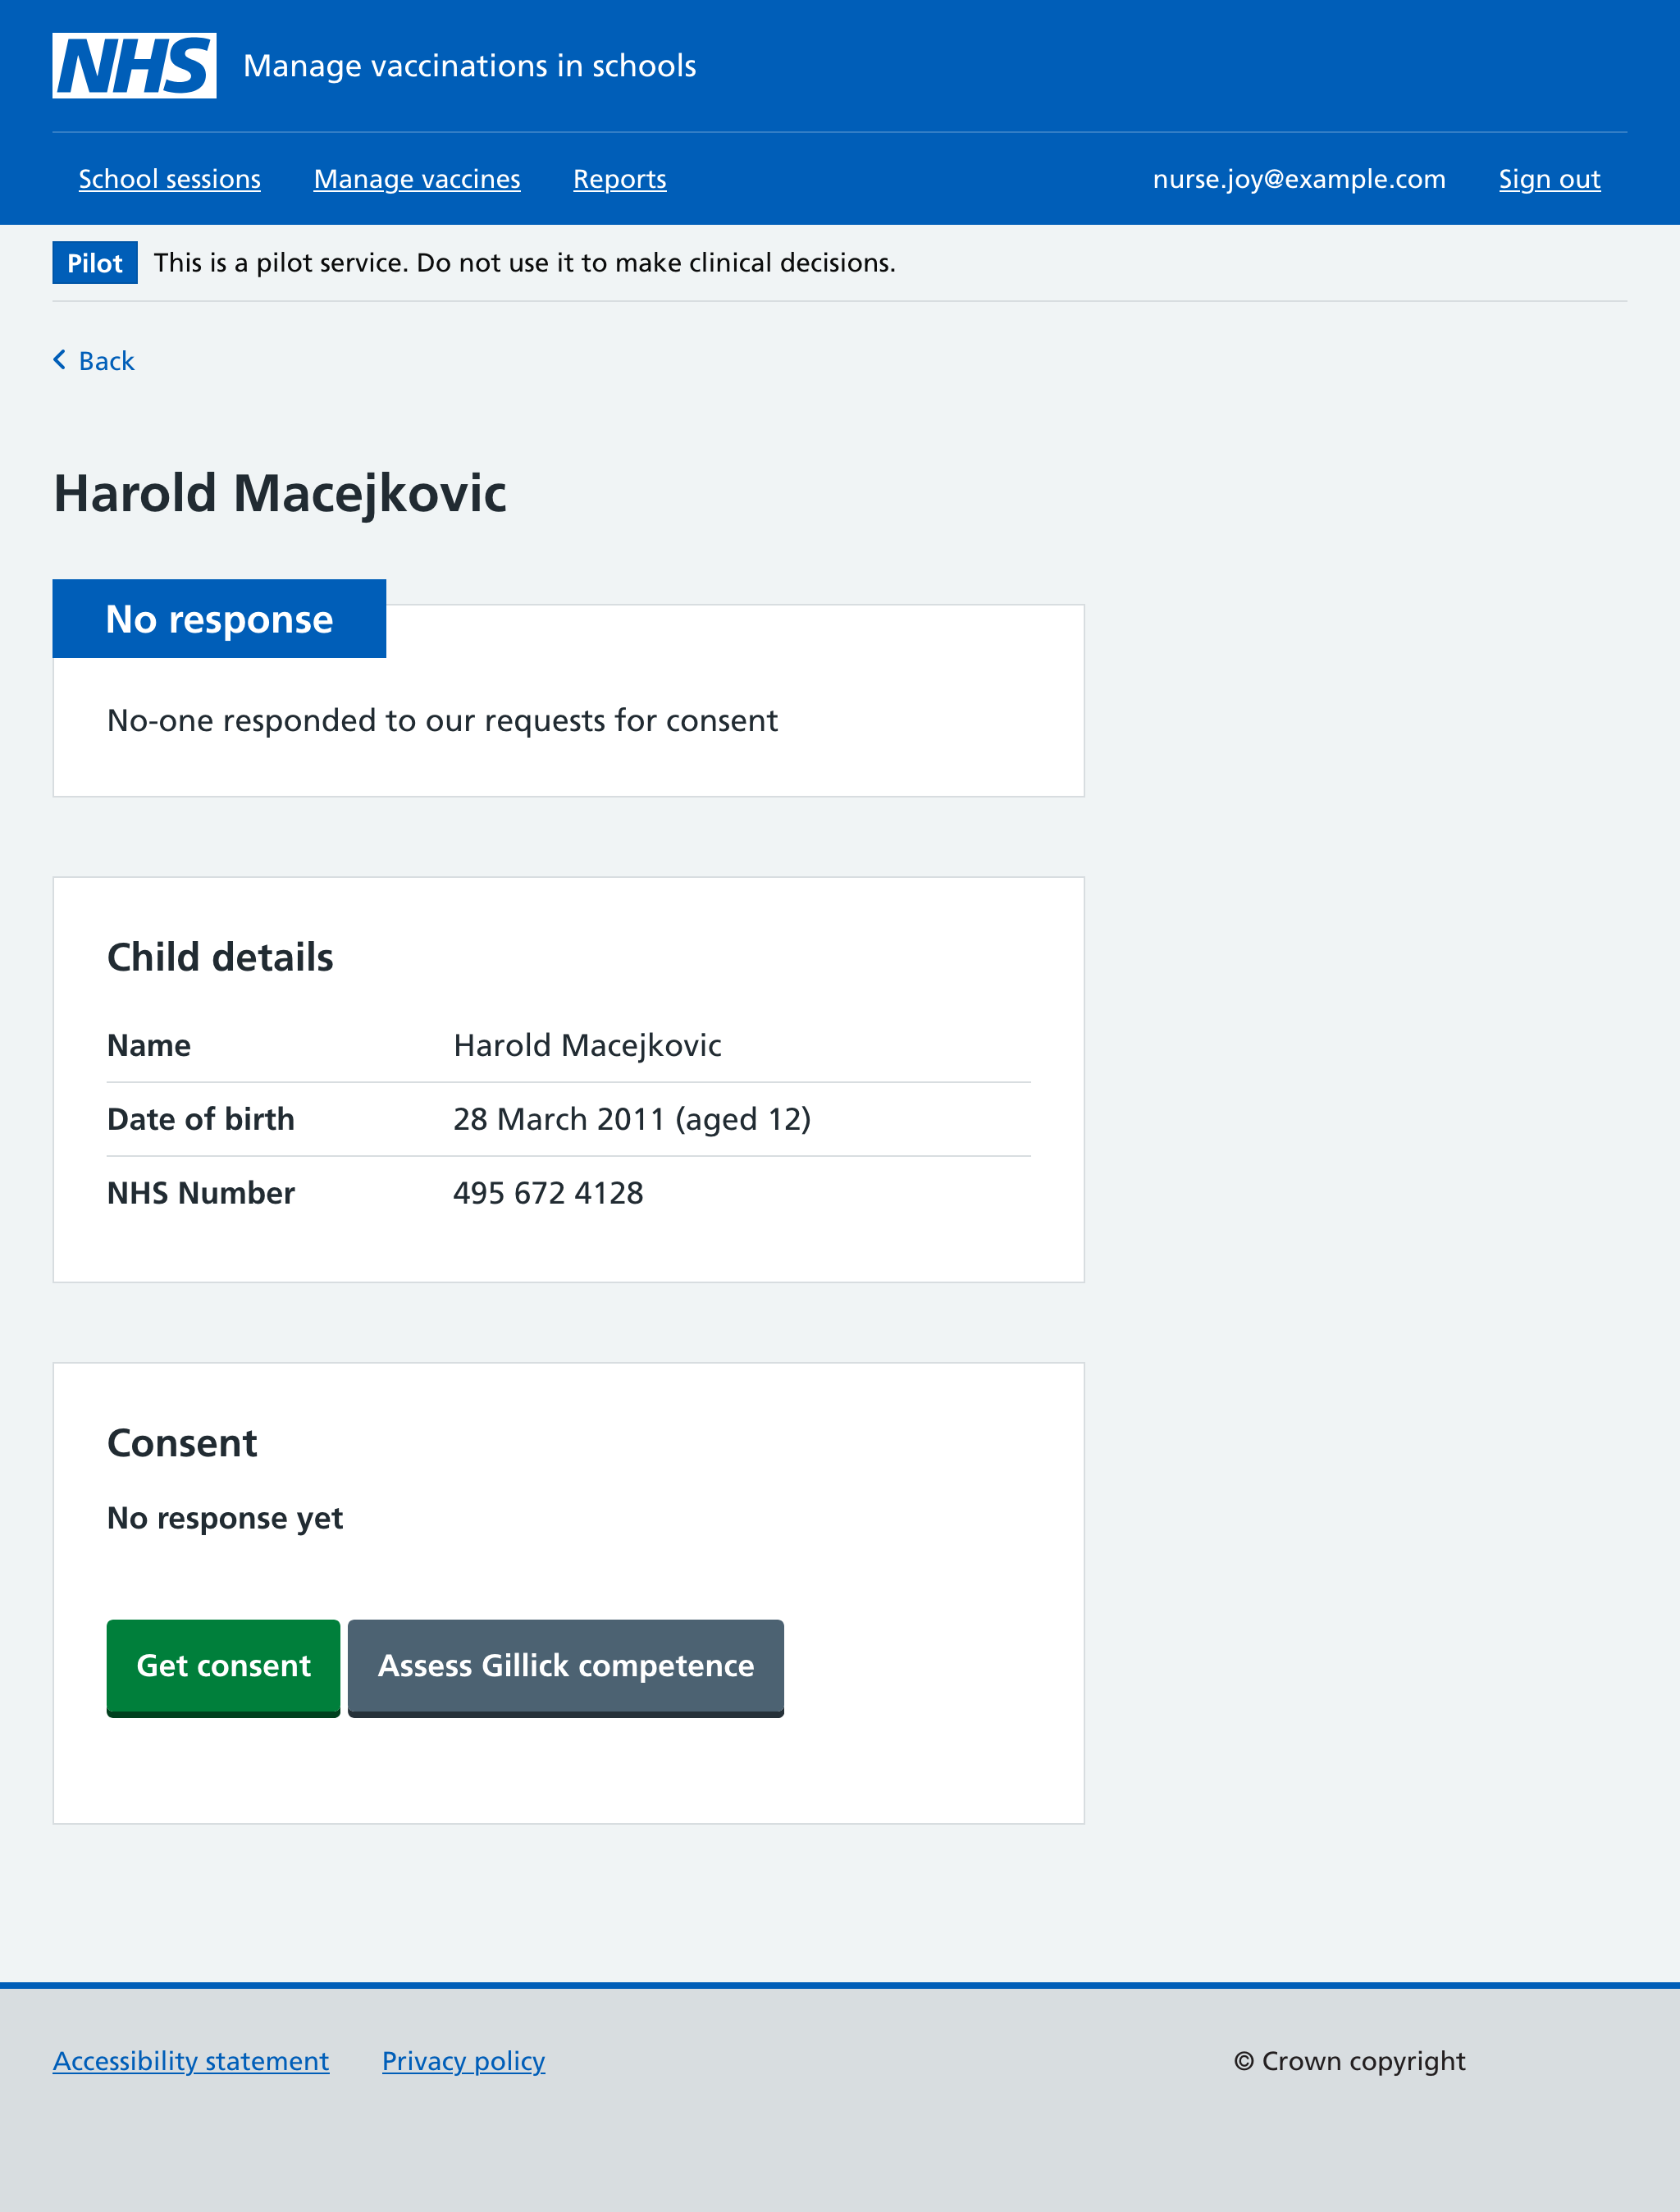 NHS Manage vaccinations in schools
School sessions Manage vaccines Reports nurse.joy@example.com Sign out
Pilot This is a pilot service. Do not use it to make clinical decisions.
Back
Harold Macejkovic
No response
No-one responded to our requests for consent
Child details
Name Harold Macejkovic
Date of birth 28 March 2011 (aged 12)
NHS Number 495 672 4128
Consent
No response yet
Get consent Assess Gillick competence
Accessibility statement Privacy policy © Crown copyright